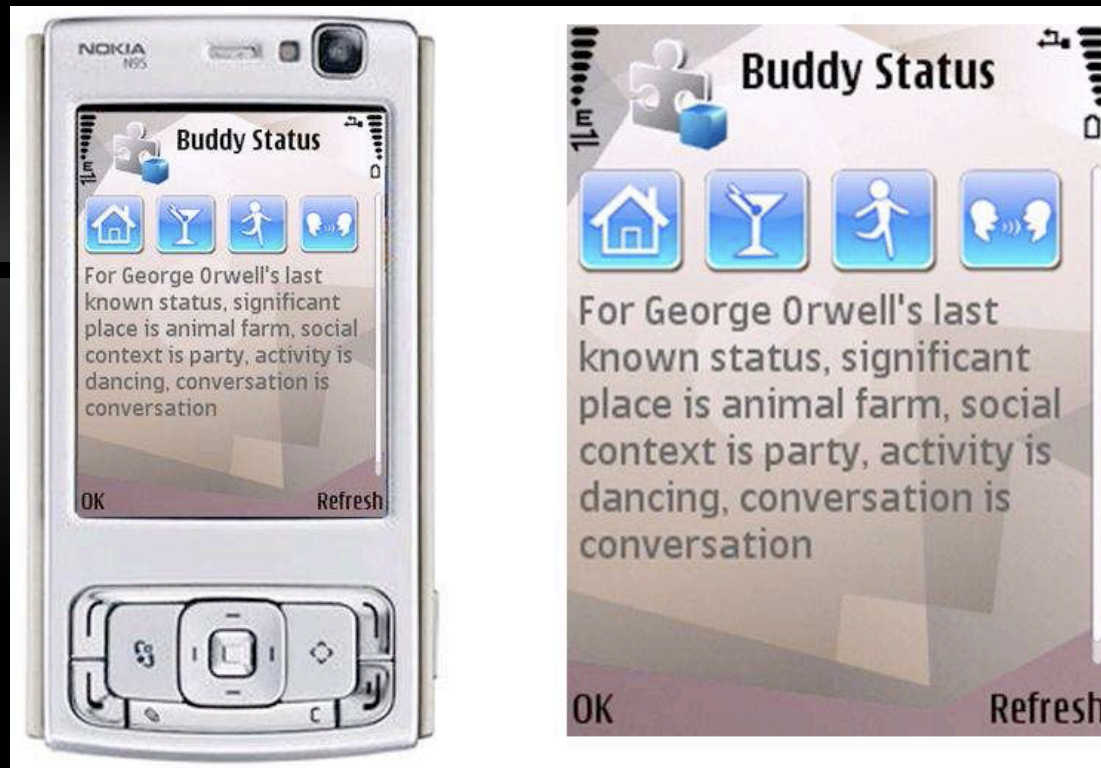 NOKIA
N95
Buddy Status
E
For George Orwell's last
known status, significant
place is animal farm, social
context is party, activity is
dancing, conversation is
conversation
OK Refresh
C
Buddy Status
E
For George Orwell's last
known status, significant
place is animal farm, social
context is party, activity is
dancing, conversation is
conversation
OK Refresh